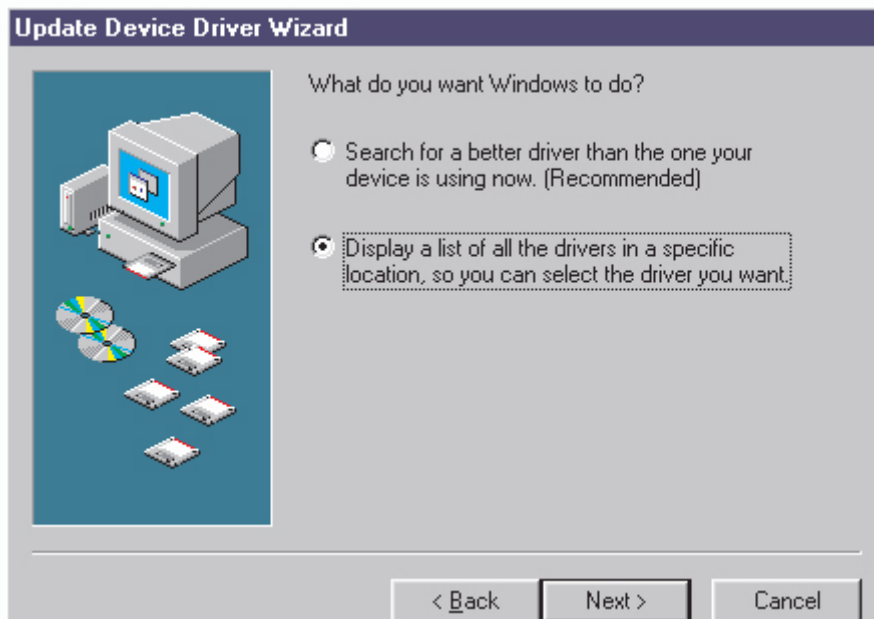 Update Device Driver Wizard
What do you want Windows to do?
Search for a better driver than the one your
device is using now. (Recommended)
Display a list of all the drivers in a specific
location, so you can select the driver you want.
< Back
Next >
Cancel